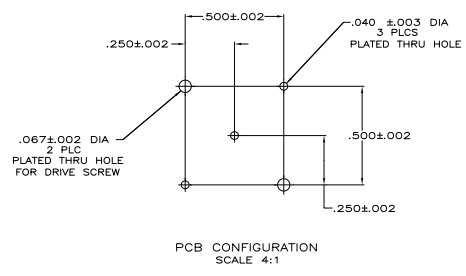 .500±.002
.250±.002
.040 ±.003 DIA
3 PLCS
PLATED THRU HOLE
.067±.002 DIA
2 PLC
PLATED THRU HOLE
FOR DRIVE SCREW
.500±.002
.250±.002
PCB CONFIGURATION
SCALE 4:1